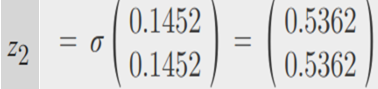 z₂ = σ ( 0.1452 ) = ( 0.5362 )
0.1452 0.5362